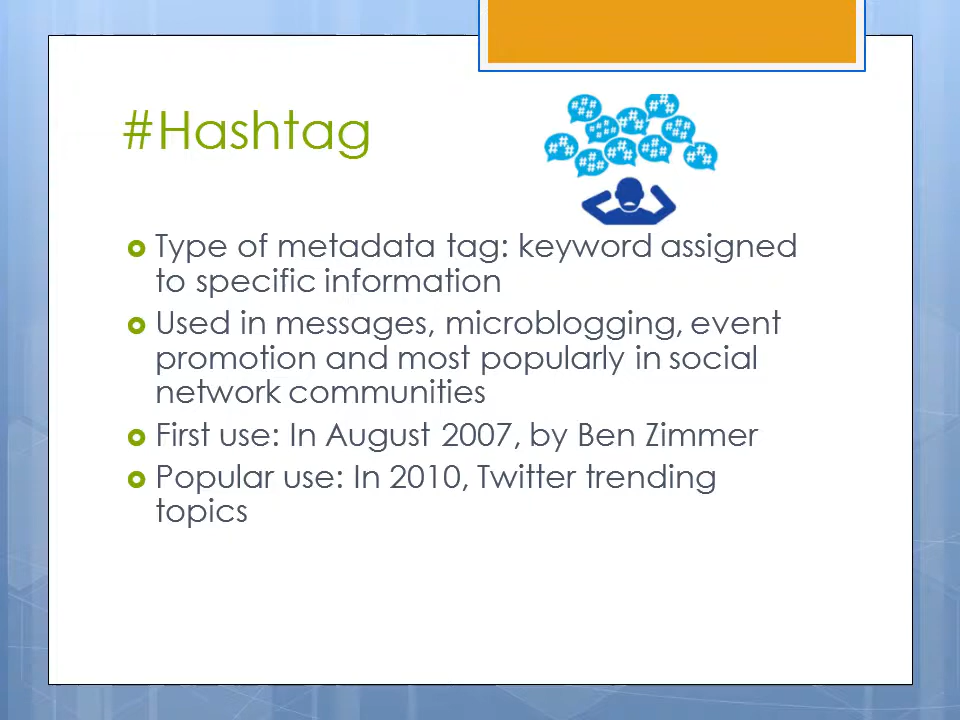 #Hashtag
Type of metadata tag: keyword assigned
to specific information
Used in messages, microblogging, event
promotion and most popularly in social
network communities
First use: In August 2007, by Ben Zimmer
Popular use: In 2010, Twitter trending
topics